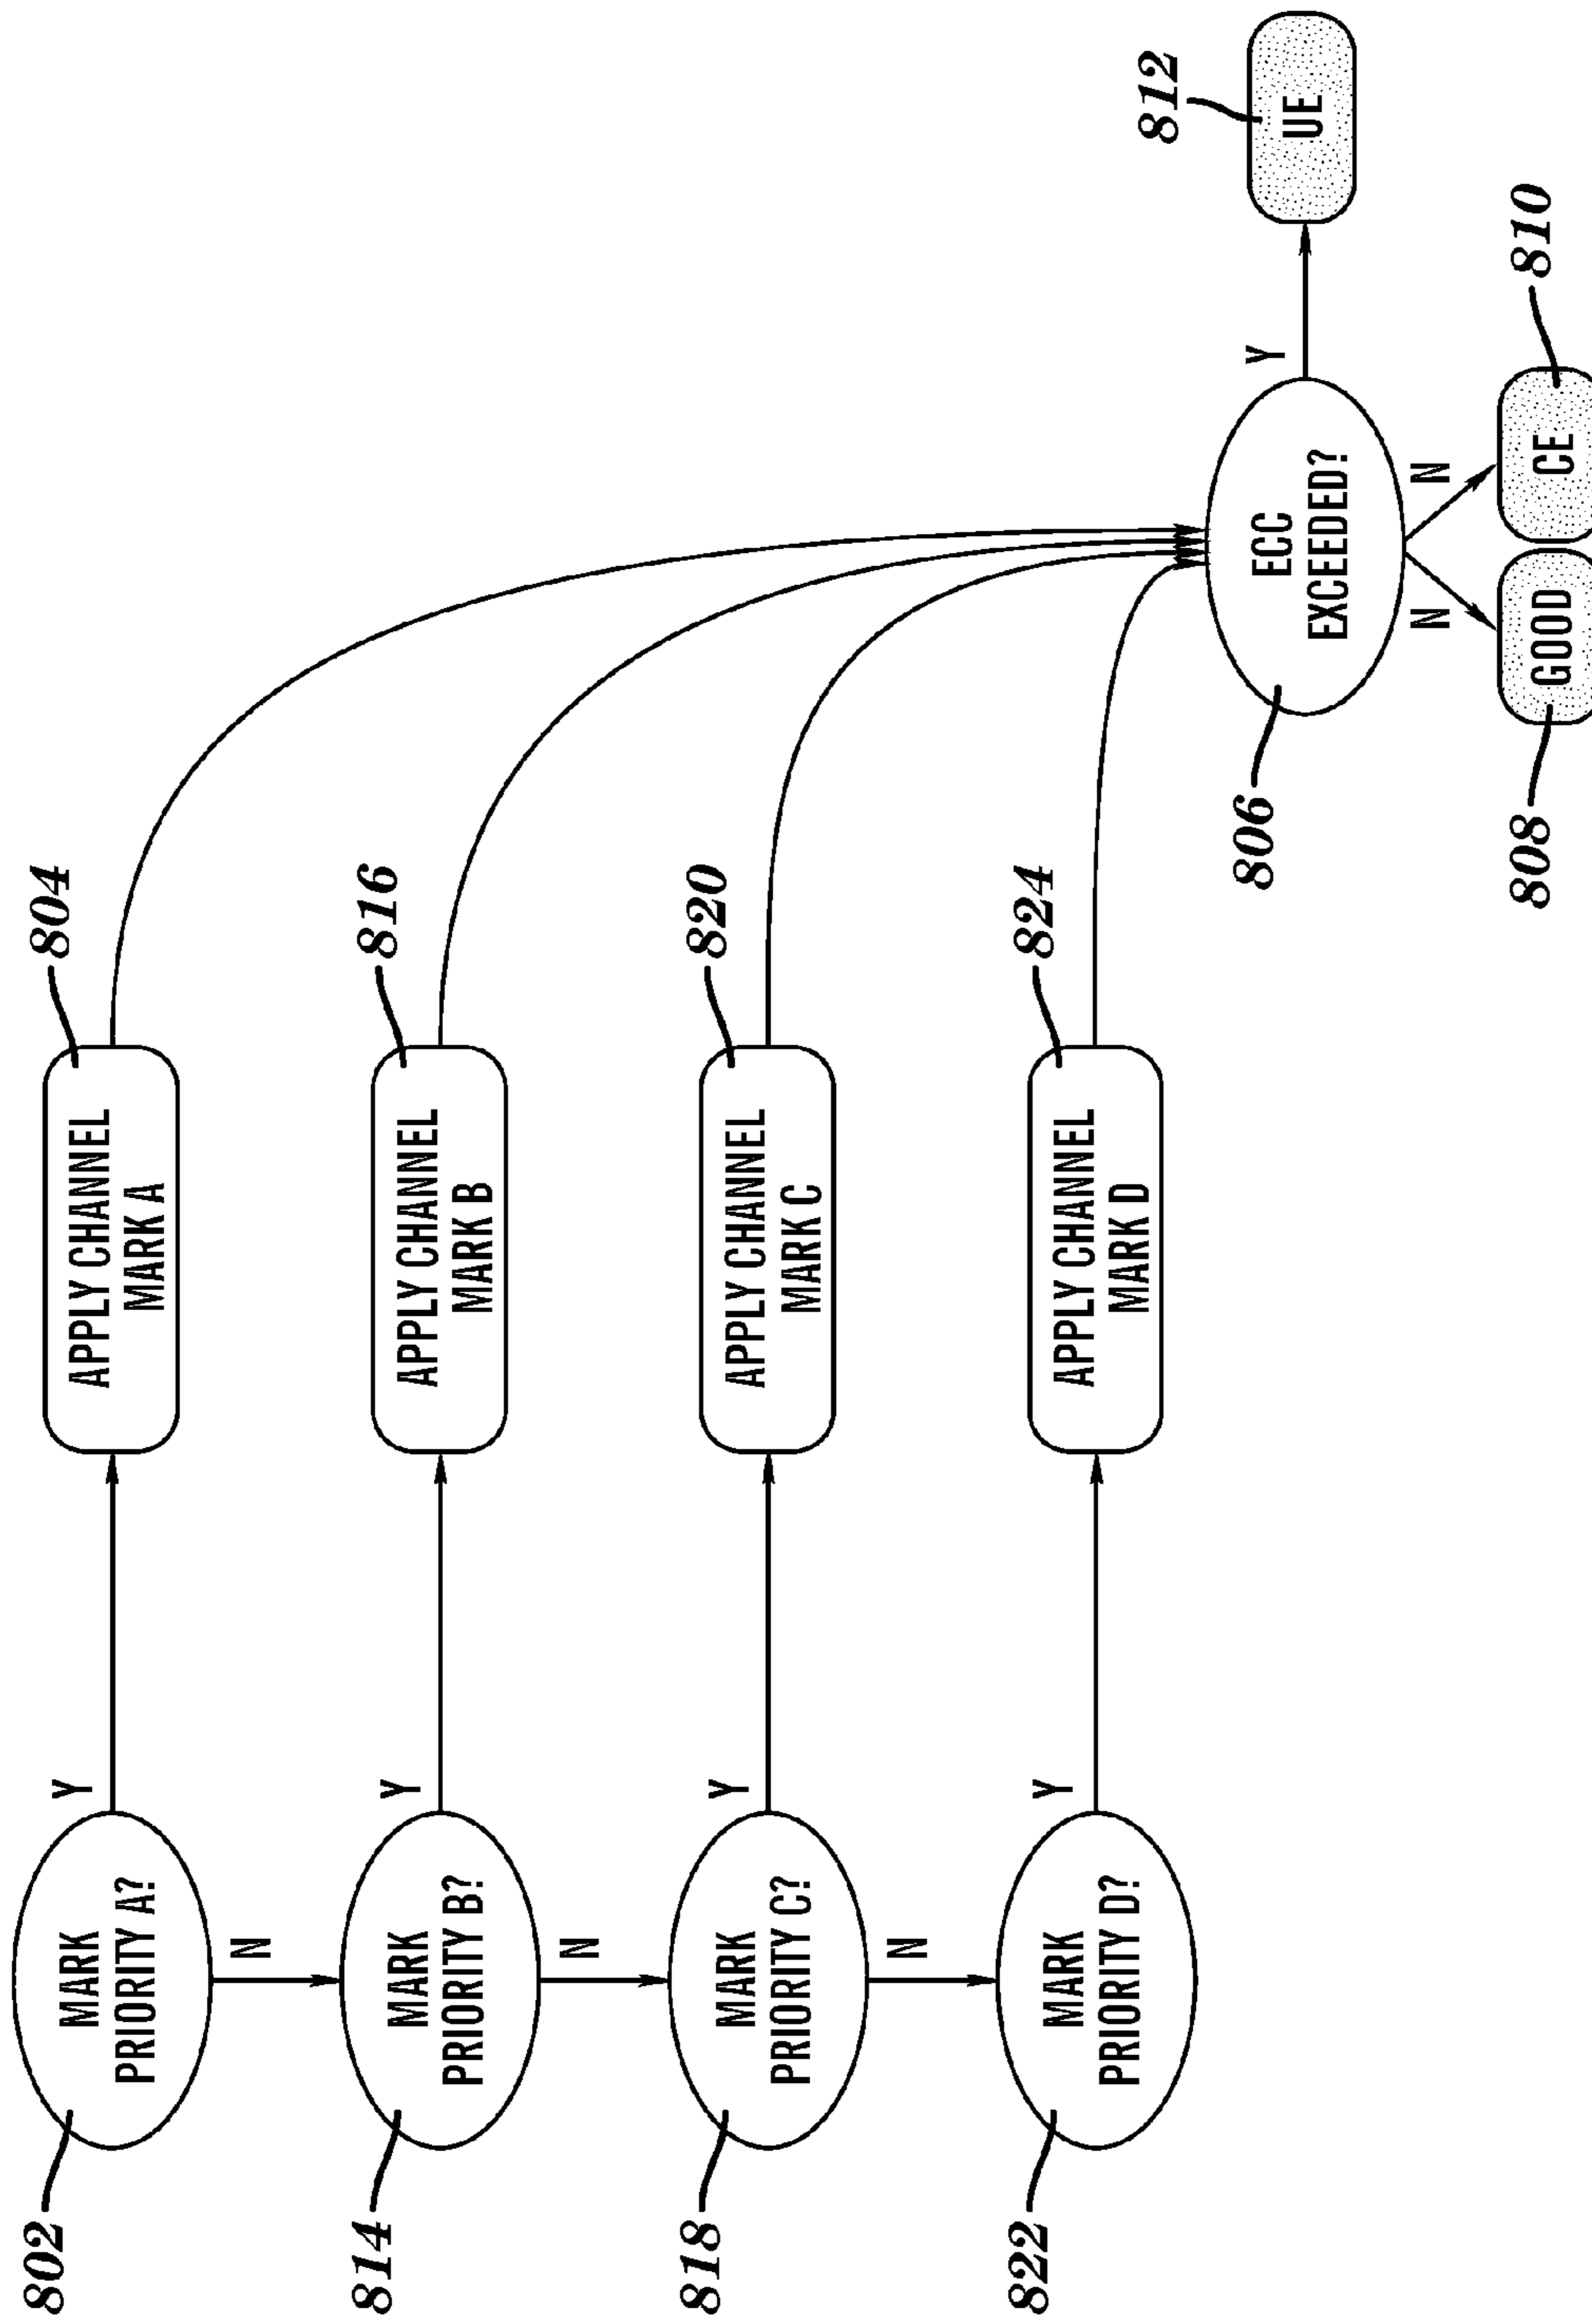 802
MARK
PRIORITY A?
Y
804
APPLY CHANNEL
MARK A
N
814
MARK
PRIORITY B?
Y
816
APPLY CHANNEL
MARK B
N
818
MARK
PRIORITY C?
Y
820
APPLY CHANNEL
MARK C
N
822
MARK
PRIORITY D?
Y
824
APPLY CHANNEL
MARK D
806
ECC
EXCEEDED?
Y
812
UE
N
N
808
GOOD
CE
810